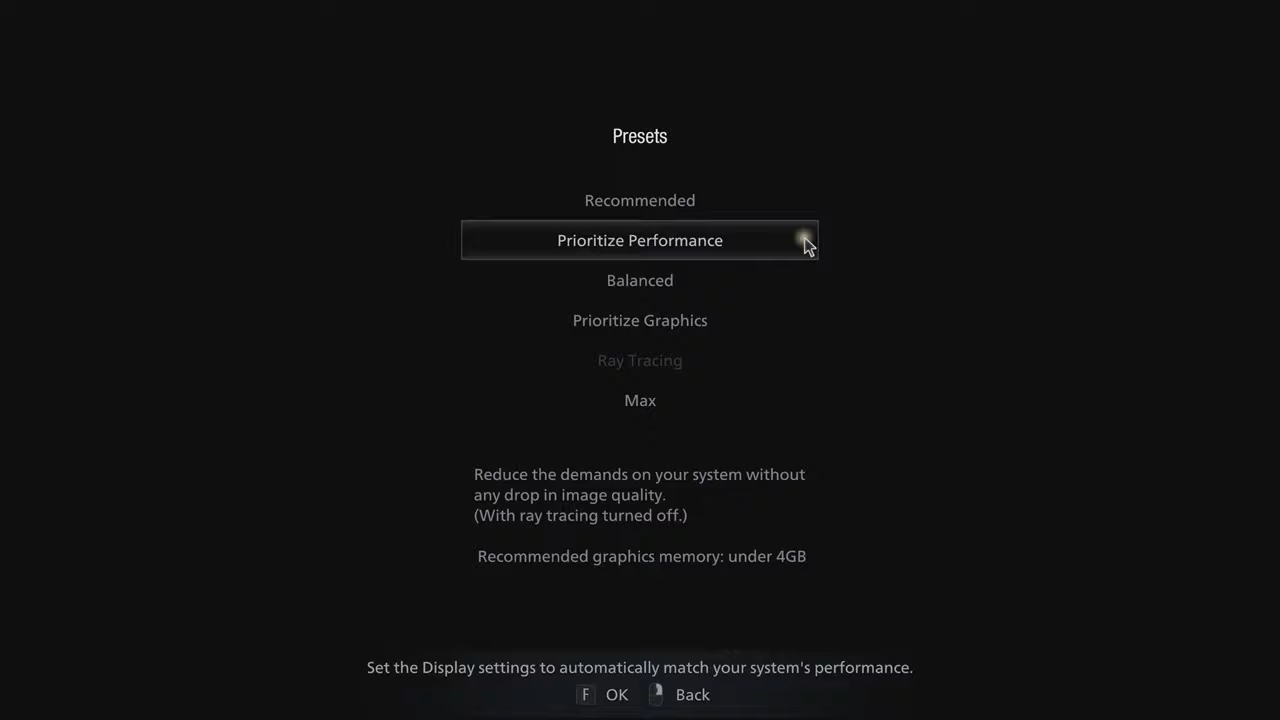 Presets
Recommended
Prioritize Performance
Balanced
Prioritize Graphics
Ray Tracing
Max
Reduce the demands on your system without
any drop in image quality.
(With ray tracing turned off.)
Recommended graphics memory: under 4GB
Set the Display settings to automatically match your system's performance.
F OK Back